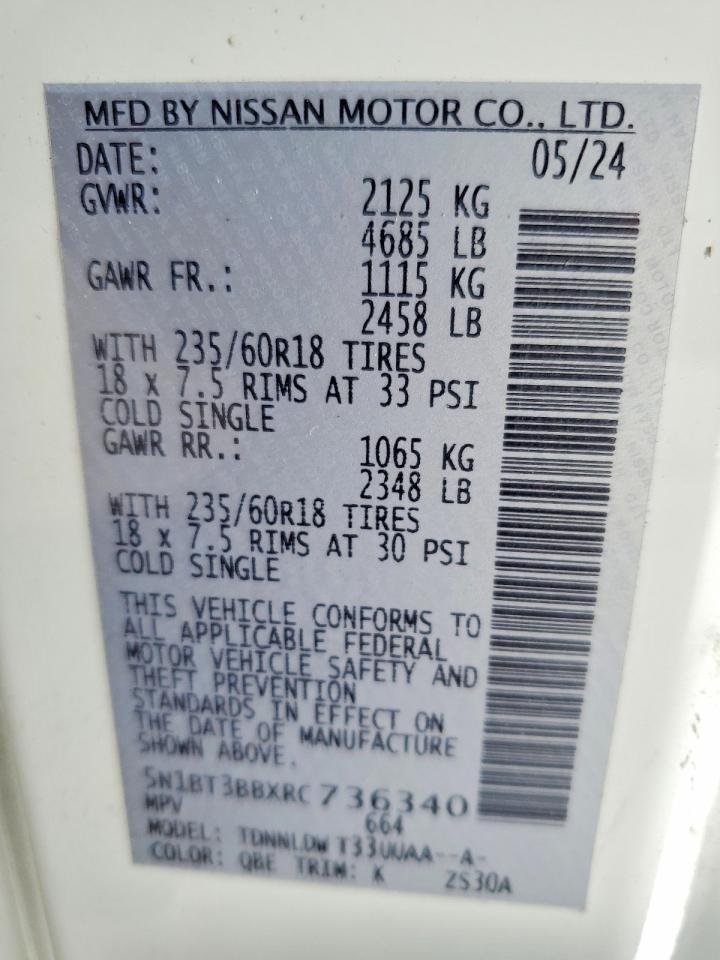 MFD BY NISSAN MOTOR CO., LTD.
DATE: 05/24
GVWR: 2125 KG
4685 LB
GAWR FR.: 1115 KG
2458 LB
WITH 235/60R18 TIRES
18 x 7.5 RIMS AT 33 PSI
COLD SINGLE
GAWR RR.: 1065 KG
2348 LB
WITH 235/60R18 TIRES
18 x 7.5 RIMS AT 30 PSI
COLD SINGLE
THIS VEHICLE CONFORMS TO
ALL APPLICABLE FEDERAL
MOTOR VEHICLE SAFETY AND
THEFT PREVENTION
STANDARDS IN EFFECT ON
THE DATE OF MANUFACTURE
SHOWN ABOVE.
5N1BT3BBXRC736340
MPV 664
MODEL: TDNNLDW T33UUAA--A-
COLOR: QBE TRIM: K 2S30A